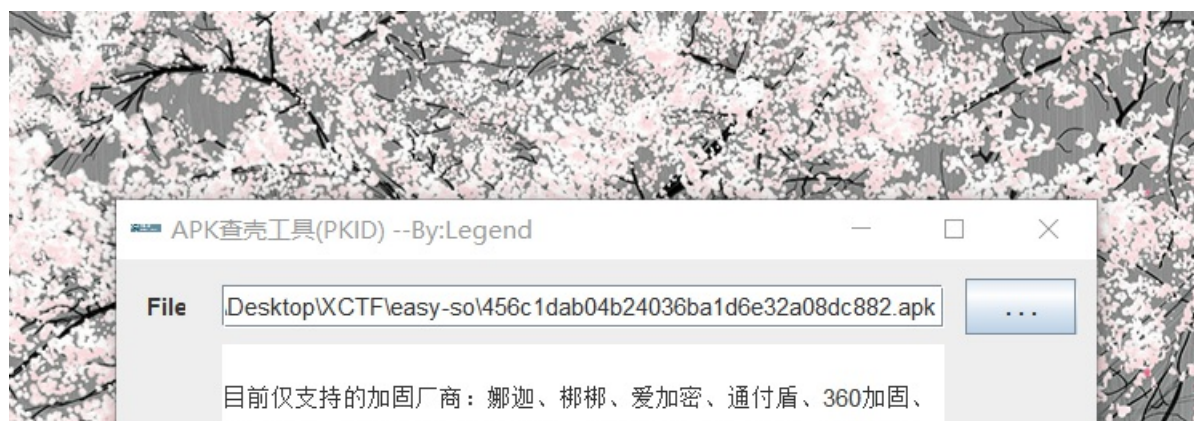 APK查壳工具(PKID) --By:Legend
File
\Desktop\XCTF\easy-so\456c1dab04b24036ba1d6e32a08dc882.apk
...
目前仅支持的加固厂商：娜迦、梆梆、爱加密、通付盾、360加固、